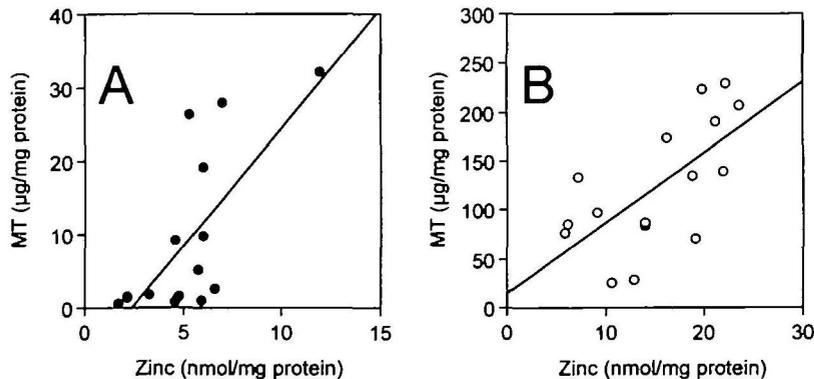 A
MT (µg/mg protein)
40
30
20
10
0
0 5 10 15
Zinc (nmol/mg protein)
B
MT (µg/mg protein)
300
250
200
150
100
50
0
0 10 20 30
Zinc (nmol/mg protein)